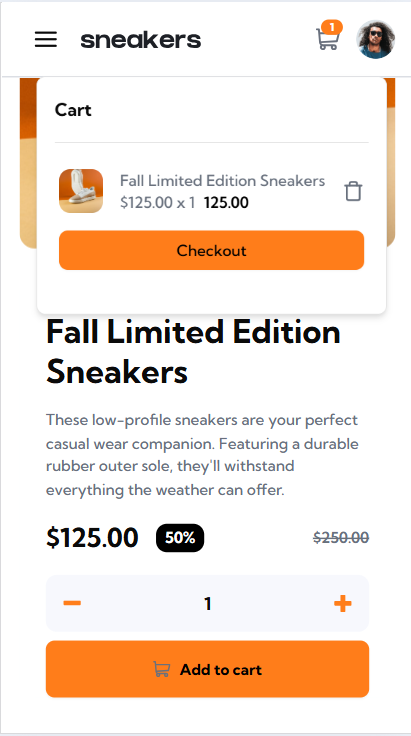 sneakers
1
Cart
Fall Limited Edition Sneakers
$125.00 x 1 125.00
Checkout
Fall Limited Edition
Sneakers
These low-profile sneakers are your perfect
casual wear companion. Featuring a durable
rubber outer sole, they'll withstand
everything the weather can offer.
$125.00 50% $250.00
1
Add to cart